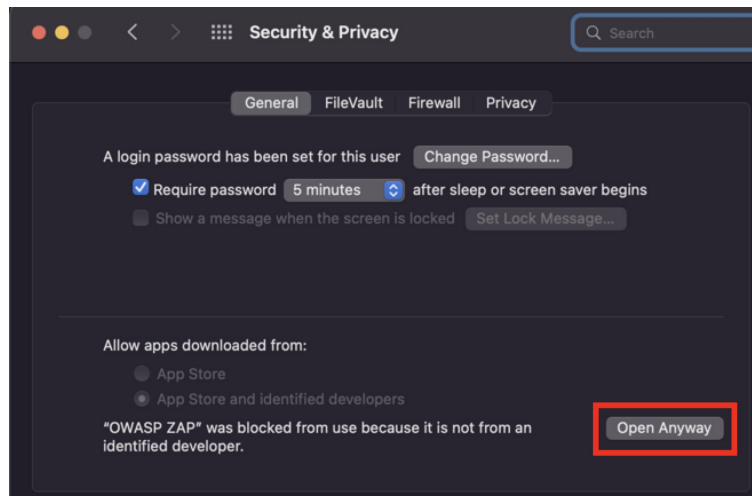 Security & Privacy
Search
General FileVault Firewall Privacy
A login password has been set for this user Change Password...
Require password 5 minutes after sleep or screen saver begins
Show a message when the screen is locked Set Lock Message...
Allow apps downloaded from:
App Store
App Store and identified developers
“OWASP ZAP” was blocked from use because it is not from an
identified developer.
Open Anyway